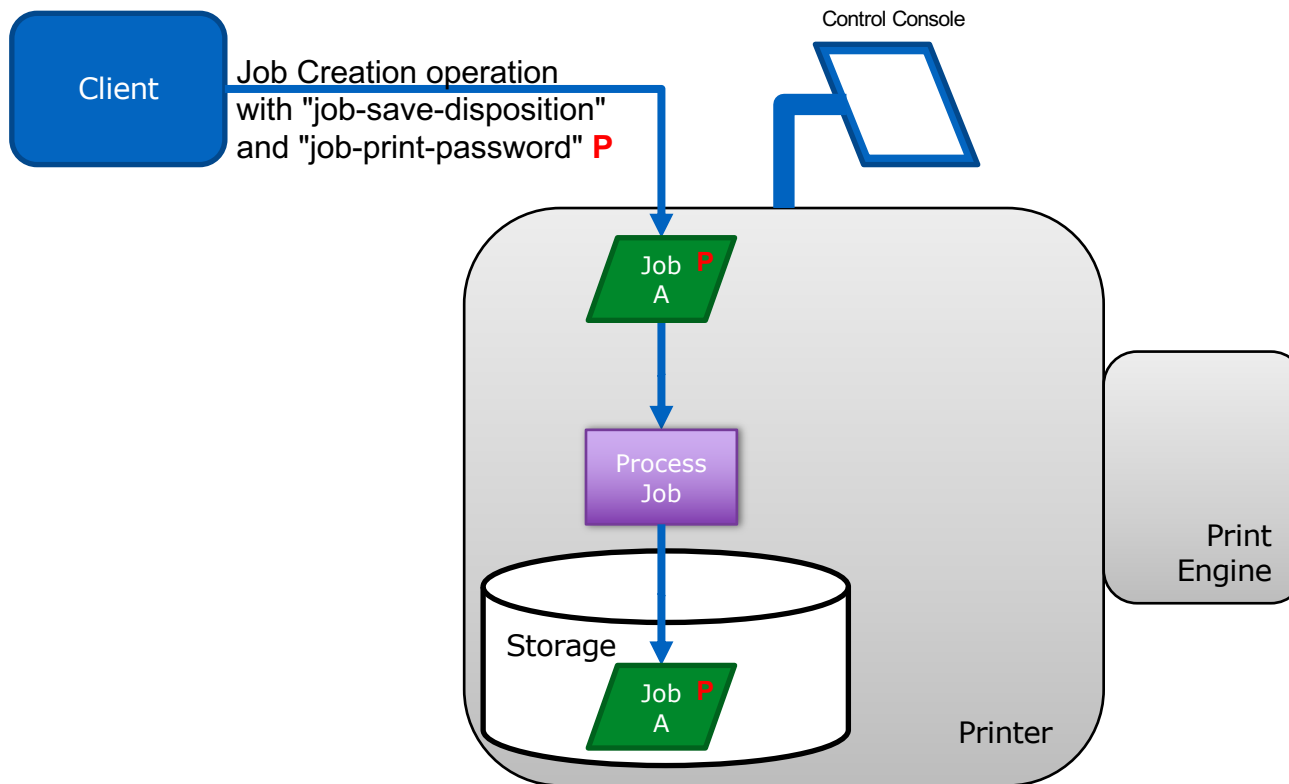 Control Console
Client
Job Creation operation
with "job-save-disposition"
and "job-print-password" P
Job P
A
Process
Job
Print
Engine
Storage
Job P
A
Printer